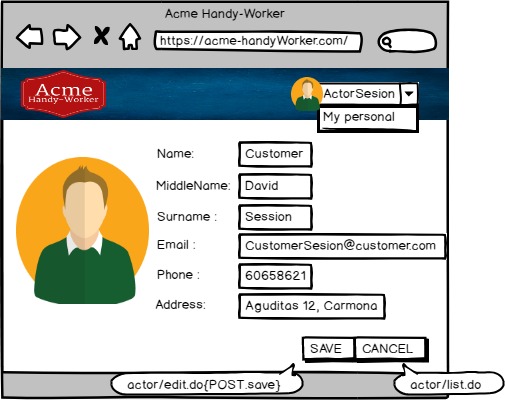 Acme Handy-Worker
https://acme-handyWorker.com/
Acme
Handy-Worker
ActorSesion
My personal
Name: Customer
MiddleName: David
Surname : Session
Email : CustomerSesion@customer.com
Phone : 60658621
Address: Aguditas 12, Carmona
SAVE CANCEL
actor/edit.do{POST.save} actor/list.do